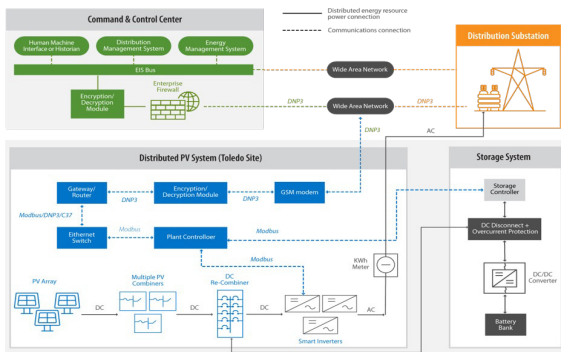 Command & Control Center
Human Machine
Interface or Historian
Distribution
Management System
Energy
Management System
EIS Bus
Encryption/
Decryption
Module
Enterprise
Firewall
Distributed energy resource
power connection
Communications connection
Wide Area Network
DNP3
Wide Area Network
DNP3
DNP3
Distribution Substation
AC
Distributed PV System (Toledo Site)
Gateway/
Router
DNP3
Encryption/
Decryption Module
DNP3
GSM modem
Modbus/DNP3/C37
Ethernet
Switch
Modbus
Plant Controlloer
Modbus
Modbus
KWh
Meter
PV Array
Multiple PV
Combiners
DC
Re-Combiner
DC
DC
DC
AC
Smart Inverters
Storage System
Storage
Controller
DC Disconnect +
Overcurrent Protection
DC/DC
Converter
Battery
Bank